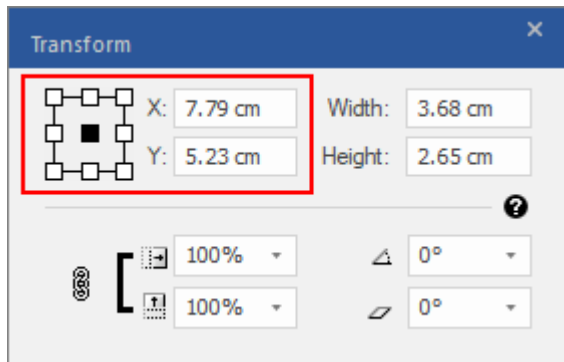 Transform
X: 7.79 cm Width: 3.68 cm
Y: 5.23 cm Height: 2.65 cm
?
100% 0°
100% 0°